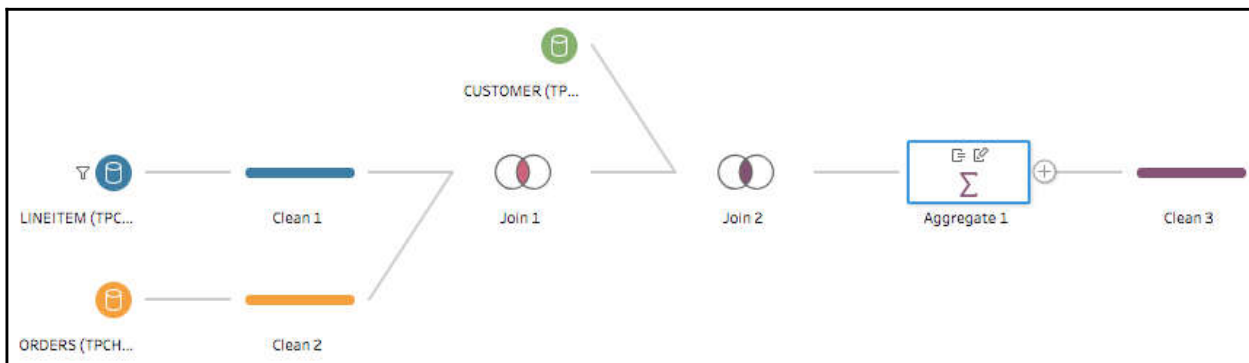 CUSTOMER (TP...
LINEITEM (TPC...
Clean 1
Join 1
Join 2
Aggregate 1
Clean 3
ORDERS (TPCH...
Clean 2